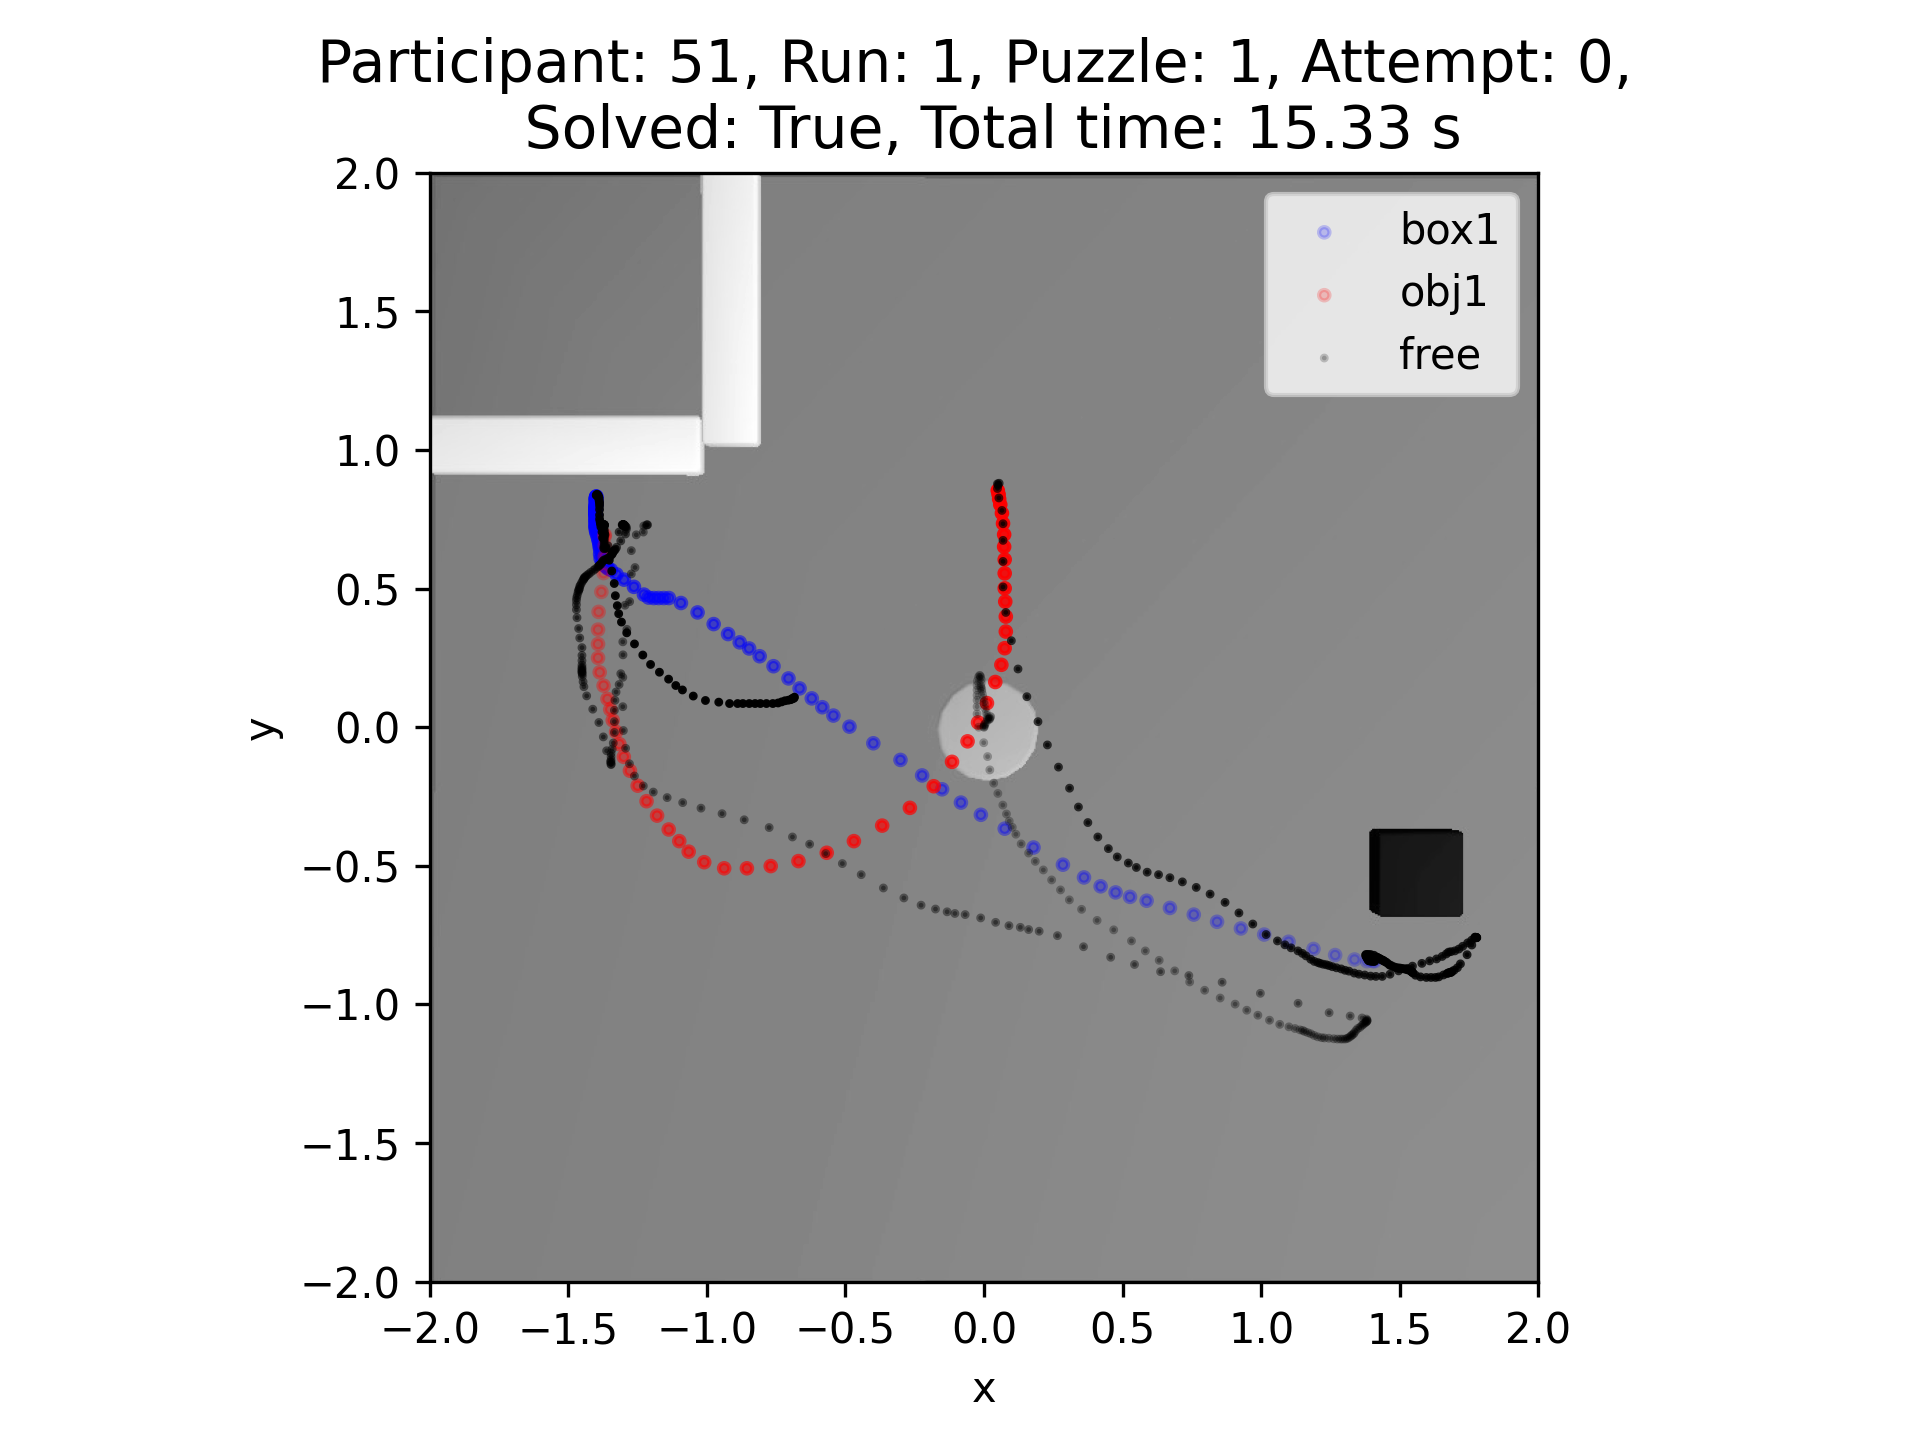 Participant: 51, Run: 1, Puzzle: 1, Attempt: 0,
Solved: True, Total time: 15.33 s
box1
obj1
free
2.0
1.5
1.0
0.5
0.0
−0.5
−1.0
−1.5
−2.0
y
−2.0 −1.5 −1.0 −0.5 0.0 0.5 1.0 1.5 2.0
x